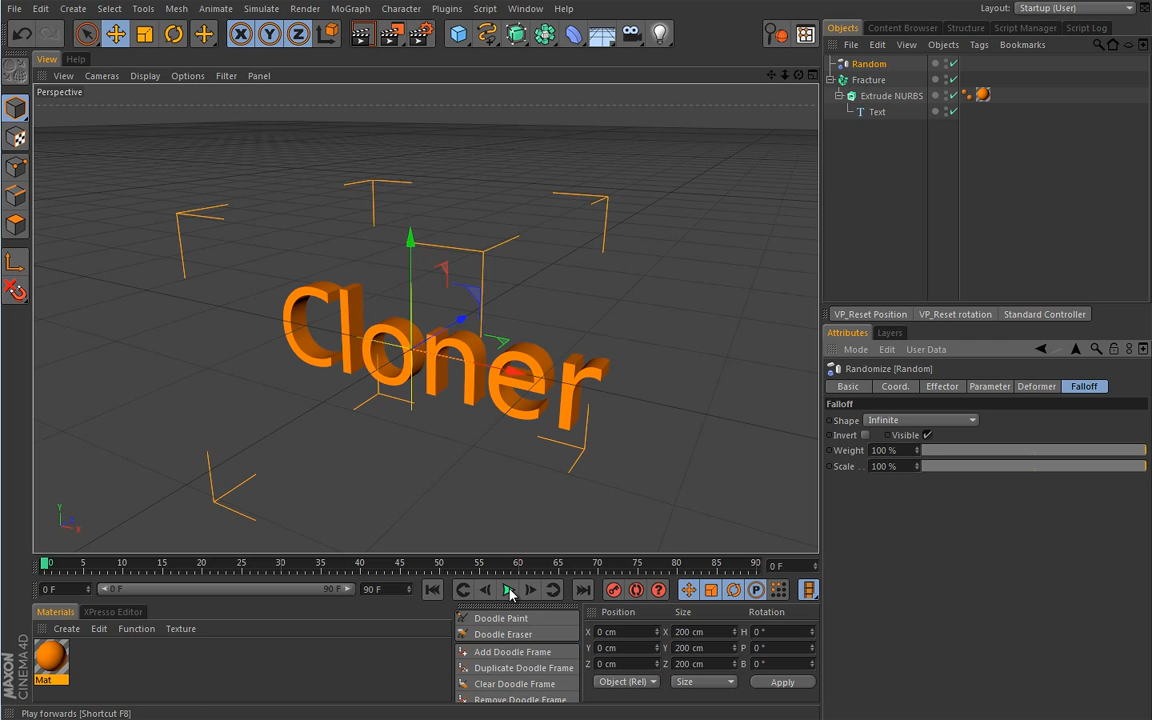 File Edit Create Select Tools Mesh Animate Simulate Render MoGraph Character Plugins Script Window Help Layout: Startup (User)
X Y Z
View Help
View Cameras Display Options Filter Panel
Perspective
Cloner
Y
X
0 5 10 15 20 25 30 35 40 45 50 55 60 65 70 75 80 85 90 0 F
0 F 0 F 90 F 90 F
P
Materials XPresso Editor
Create Edit Function Texture
Mat
MAXON
CINEMA 4D
Doodle Paint
Doodle Eraser
Add Doodle Frame
Duplicate Doodle Frame
Clear Doodle Frame
Remove Doodle Frame
Position Size Rotation
X 0 cm X 200 cm H 0 °
Y 0 cm Y 200 cm P 0 °
Z 0 cm Z 200 cm B 0 °
Object (Rel) Size Apply
Play forwards [Shortcut F8]
Objects Content Browser Structure Script Manager Script Log
File Edit View Objects Tags Bookmarks
Random
Fracture
Extrude NURBS
T Text
VP_Reset Position VP_Reset rotation Standard Controller
Attributes Layers
Mode Edit User Data
Randomize [Random]
Basic Coord. Effector Parameter Deformer Falloff
Falloff
Shape Infinite
Invert Visible
Weight 100 %
Scale . . 100 %